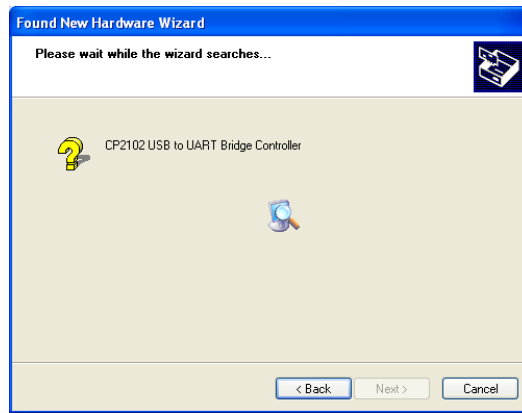 Found New Hardware Wizard
Please wait while the wizard searches...
CP2102 USB to UART Bridge Controller
< Back Next > Cancel